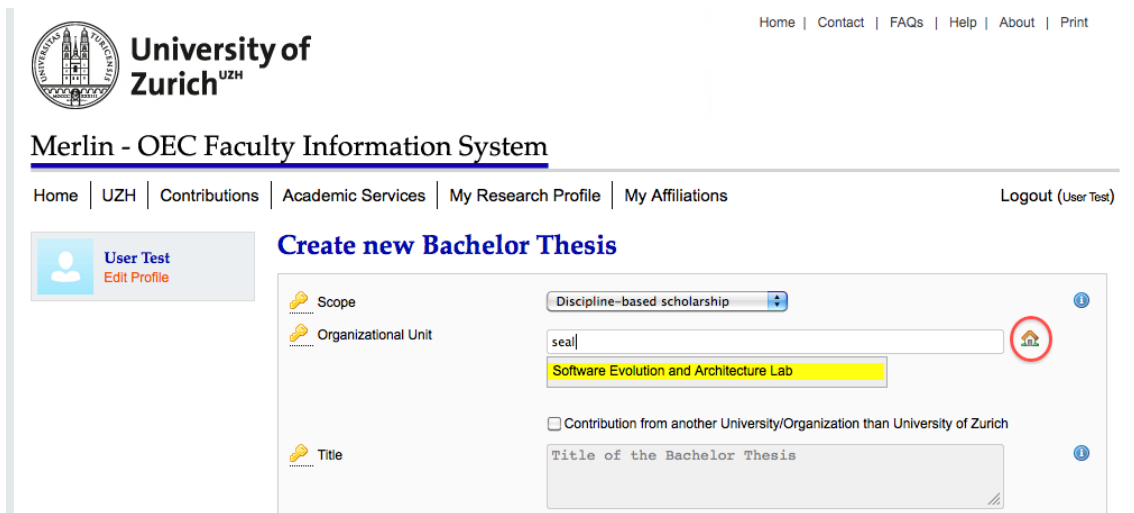 Home | Contact | FAQs | Help | About | Print
University of
Zurich UZH
Merlin - OEC Faculty Information System
Home | UZH | Contributions | Academic Services | My Research Profile | My Affiliations Logout (User Test)
User Test
Edit Profile
Create new Bachelor Thesis
Scope Discipline-based scholarship
Organizational Unit seal
Software Evolution and Architecture Lab
Contribution from another University/Organization than University of Zurich
Title Title of the Bachelor Thesis